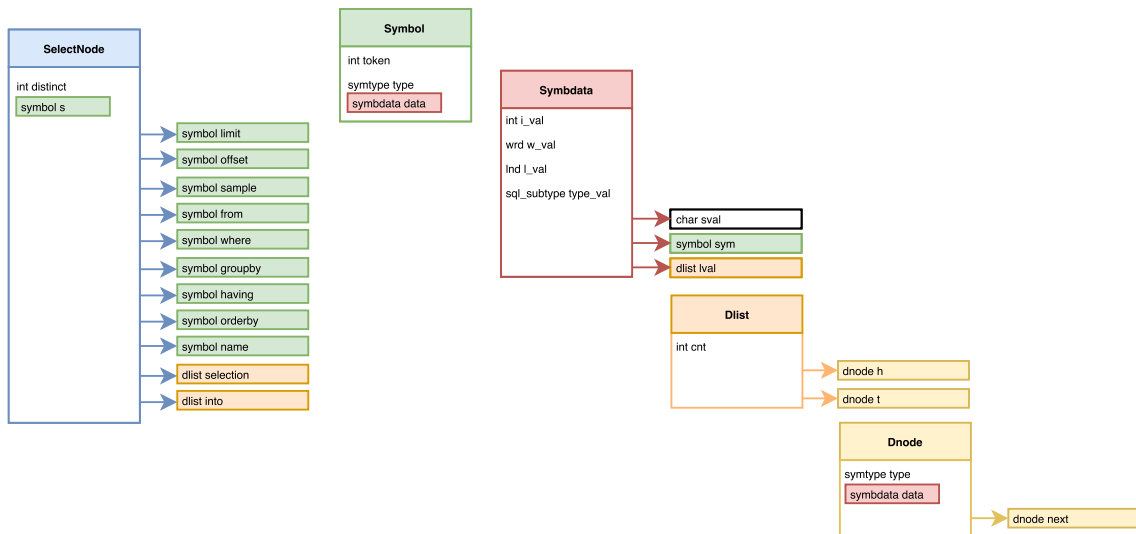 SelectNode
int distinct
symbol s
symbol limit
symbol offset
symbol sample
symbol from
symbol where
symbol groupby
symbol having
symbol orderby
symbol name
dlist selection
dlist into
Symbol
int token
symtype type
symbdata data
Symbdata
int i_val
wrd w_val
lnd l_val
sql_subtype type_val
char sval
symbol sym
dlist lval
Dlist
int cnt
dnode h
dnode t
Dnode
symtype type
symbdata data
dnode next